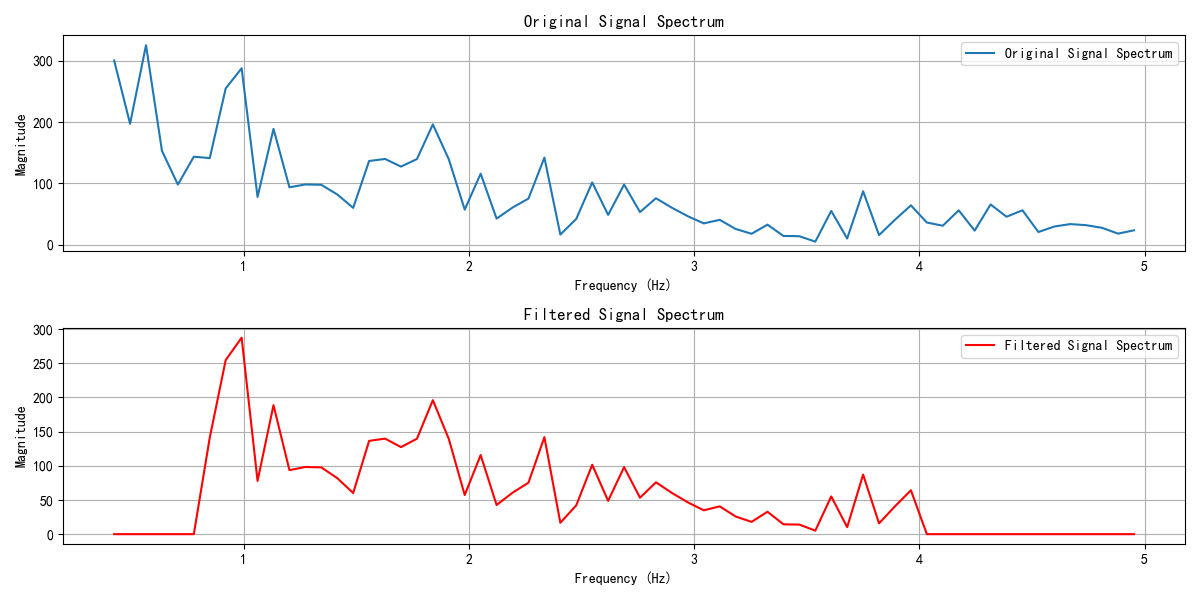 Original Signal Spectrum
Original Signal Spectrum
Magnitude
300
200
100
0
1
2
3
4
5
Frequency (Hz)
Filtered Signal Spectrum
Filtered Signal Spectrum
Magnitude
300
250
200
150
100
50
0
1
2
3
4
5
Frequency (Hz)